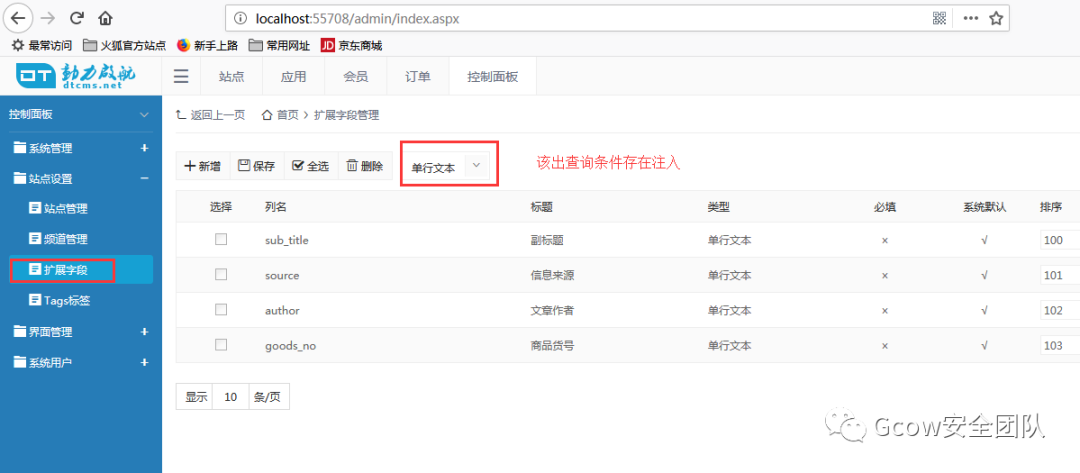 localhost:55708/admin/index.aspx
最常访问 火狐官方站点 新手上路 常用网址 JD 京东商城
DT 動力啟航 dtcms.net 站点 应用 会员 订单 控制面板
控制面板
系统管理
站点设置
站点管理
频道管理
扩展字段
Tags标签
界面管理
系统用户
返回上一页 首页 扩展字段管理
新增 保存 全选 删除 单行文本 该出查询条件存在注入
选择 列名 标题 类型 必填 系统默认 排序
sub_title 副标题 单行文本 × √ 100
source 信息来源 单行文本 × √ 101
author 文章作者 单行文本 × √ 102
goods_no 商品货号 单行文本 × √ 103
显示 10 条/页
Gcow安全团队